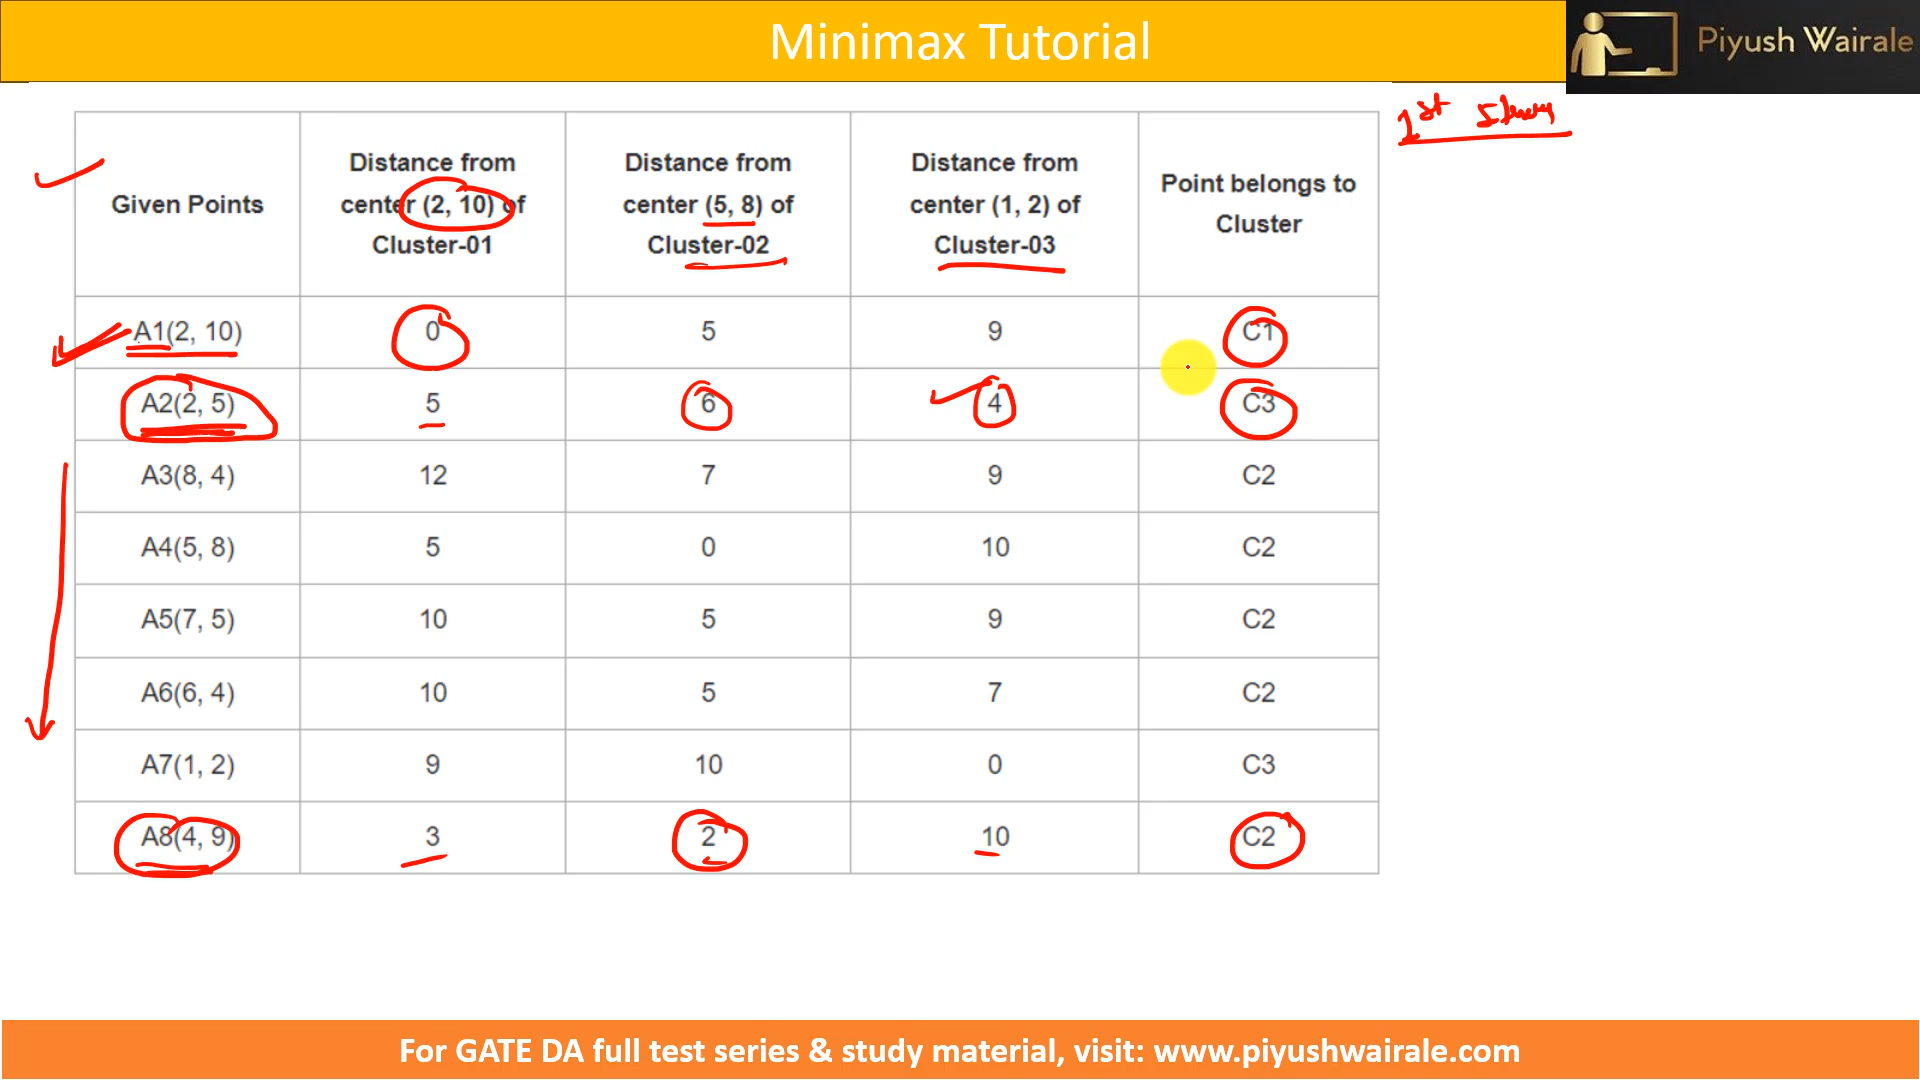 Minimax Tutorial
Piyush Wairale
1st
Given Points
Distance from
center (2, 10) of
Cluster-01
Distance from
center (5, 8) of
Cluster-02
Distance from
center (1, 2) of
Cluster-03
Point belongs to
Cluster
A1(2, 10) 0 5 9 C1
A2(2, 5) 5 6 4 C3
A3(8, 4) 12 7 9 C2
A4(5, 8) 5 0 10 C2
A5(7, 5) 10 5 9 C2
A6(6, 4) 10 5 7 C2
A7(1, 2) 9 10 0 C3
A8(4, 9) 3 2 10 C2
For GATE DA full test series & study material, visit: www.piyushwairale.com